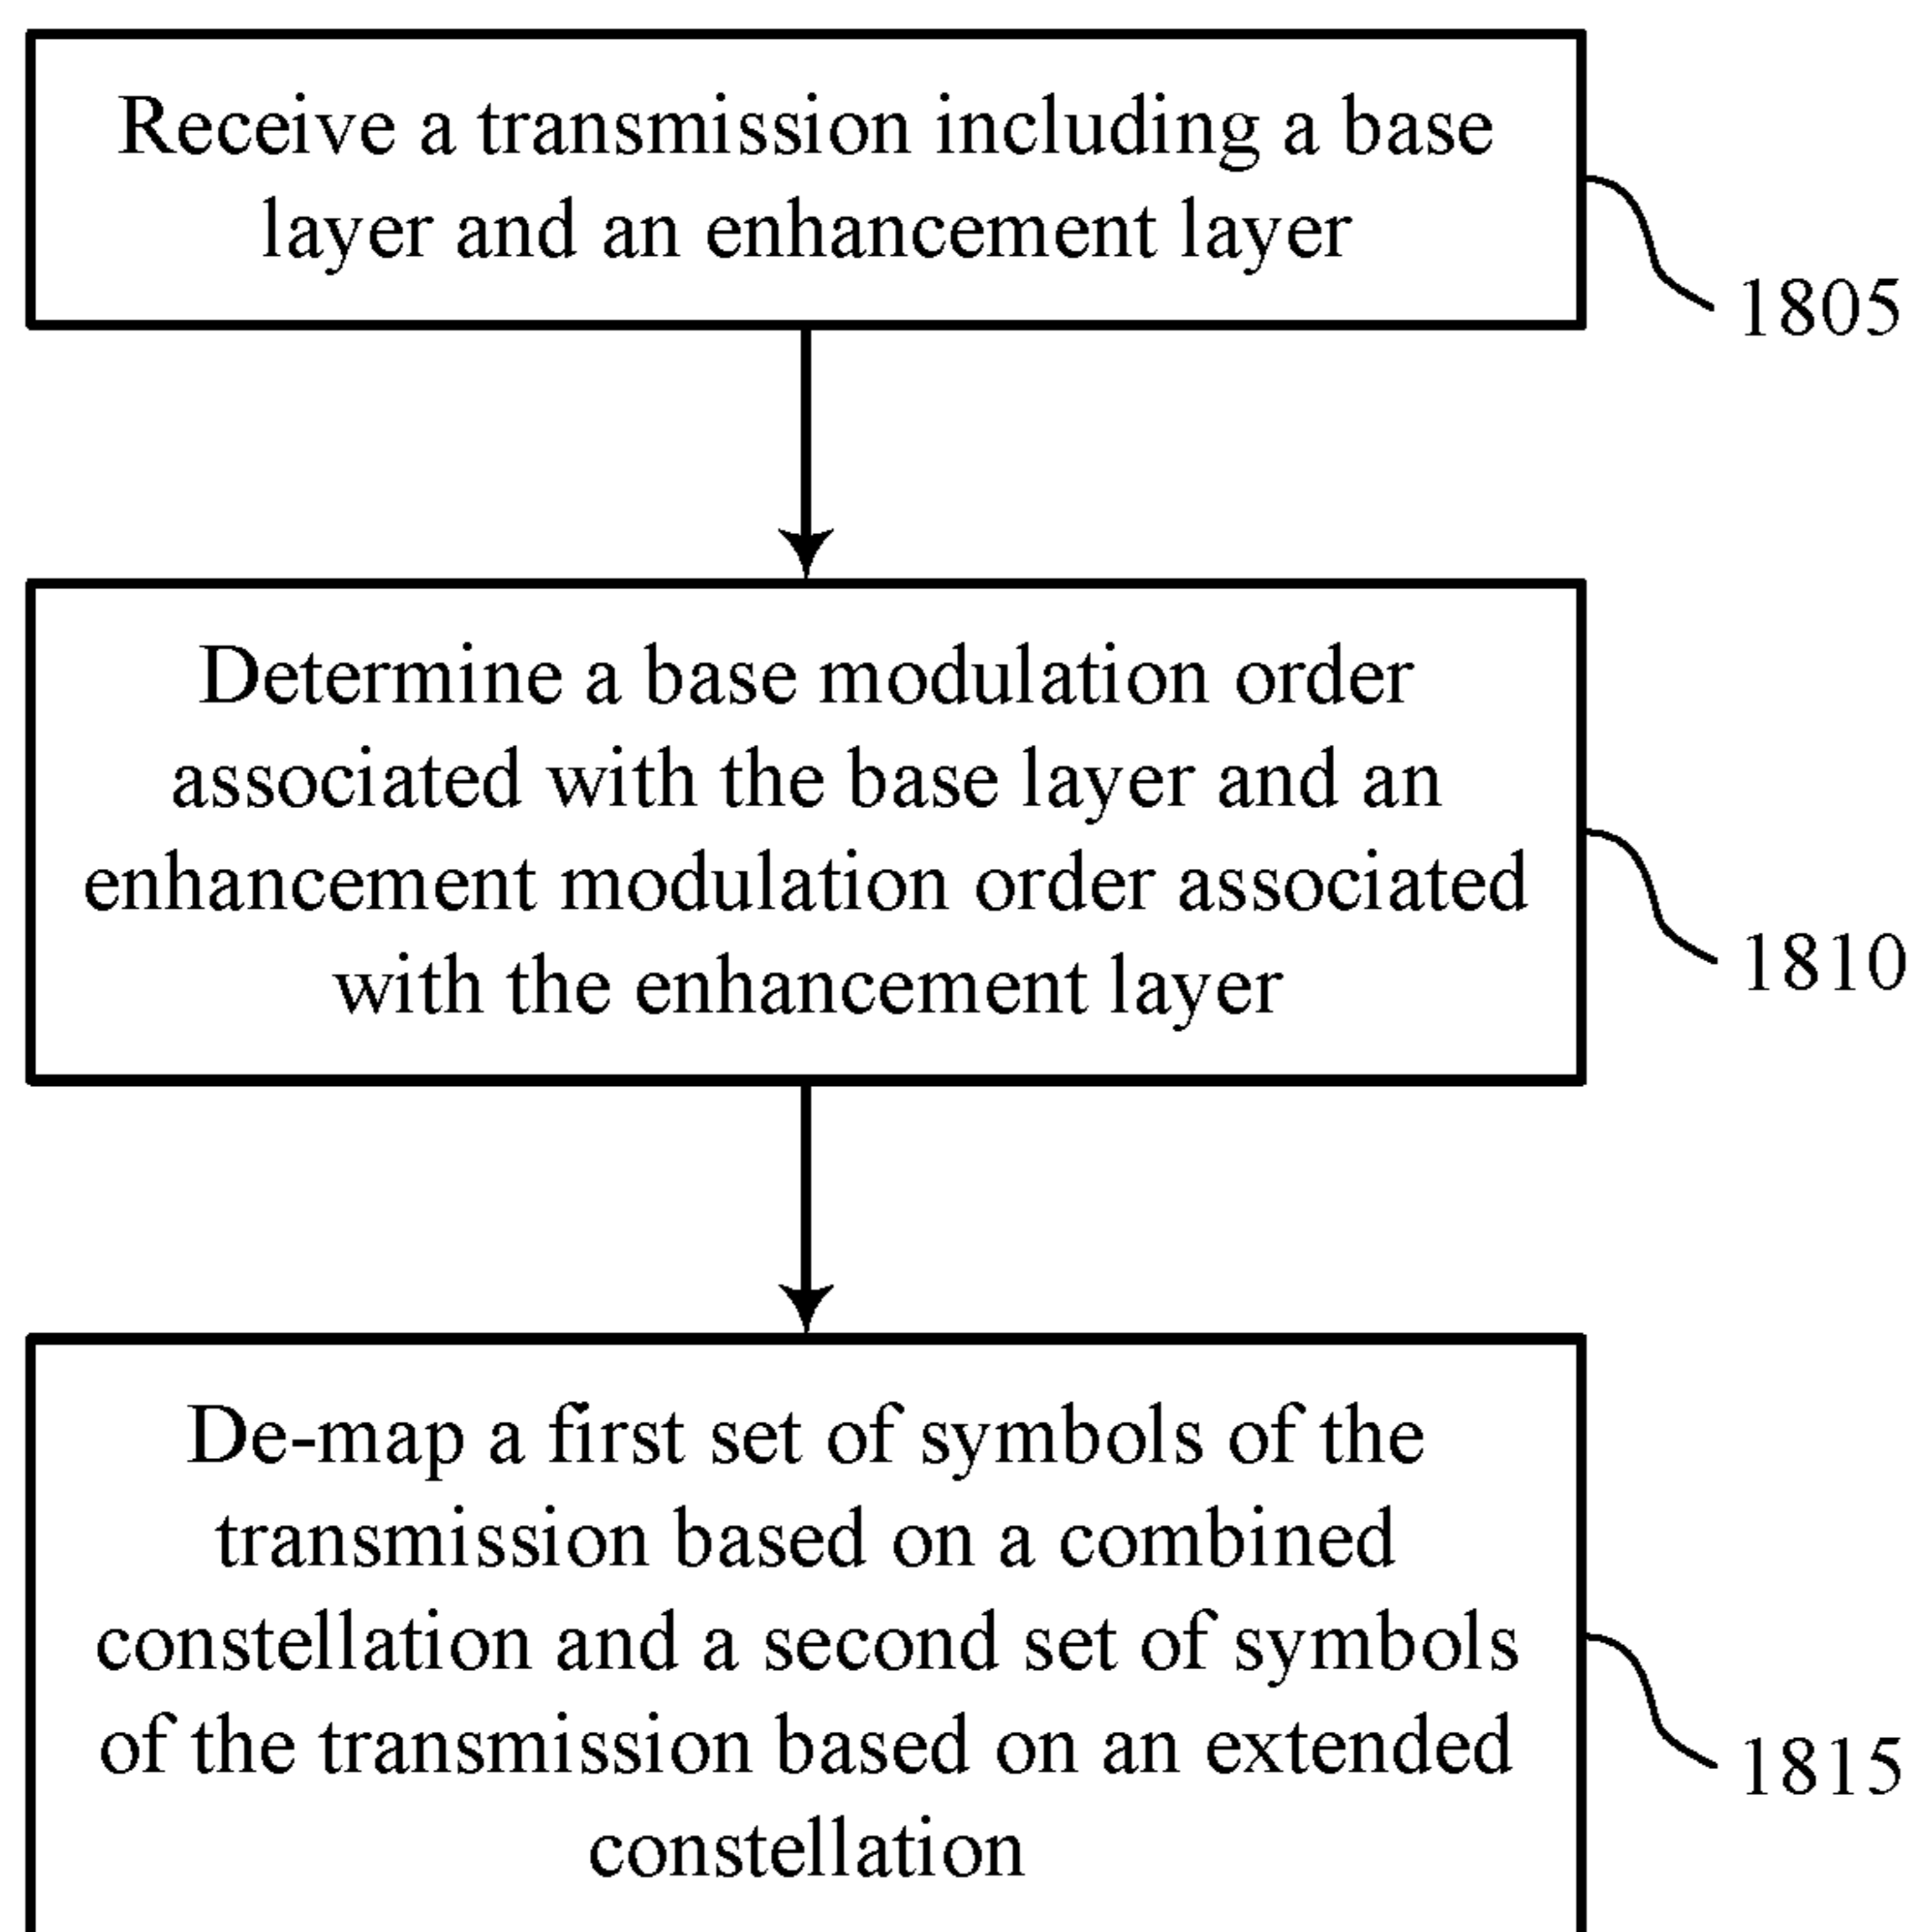 Receive a transmission including a base
layer and an enhancement layer
1805
Determine a base modulation order
associated with the base layer and an
enhancement modulation order associated
with the enhancement layer
1810
De-map a first set of symbols of the
transmission based on a combined
constellation and a second set of symbols
of the transmission based on an extended
constellation
1815